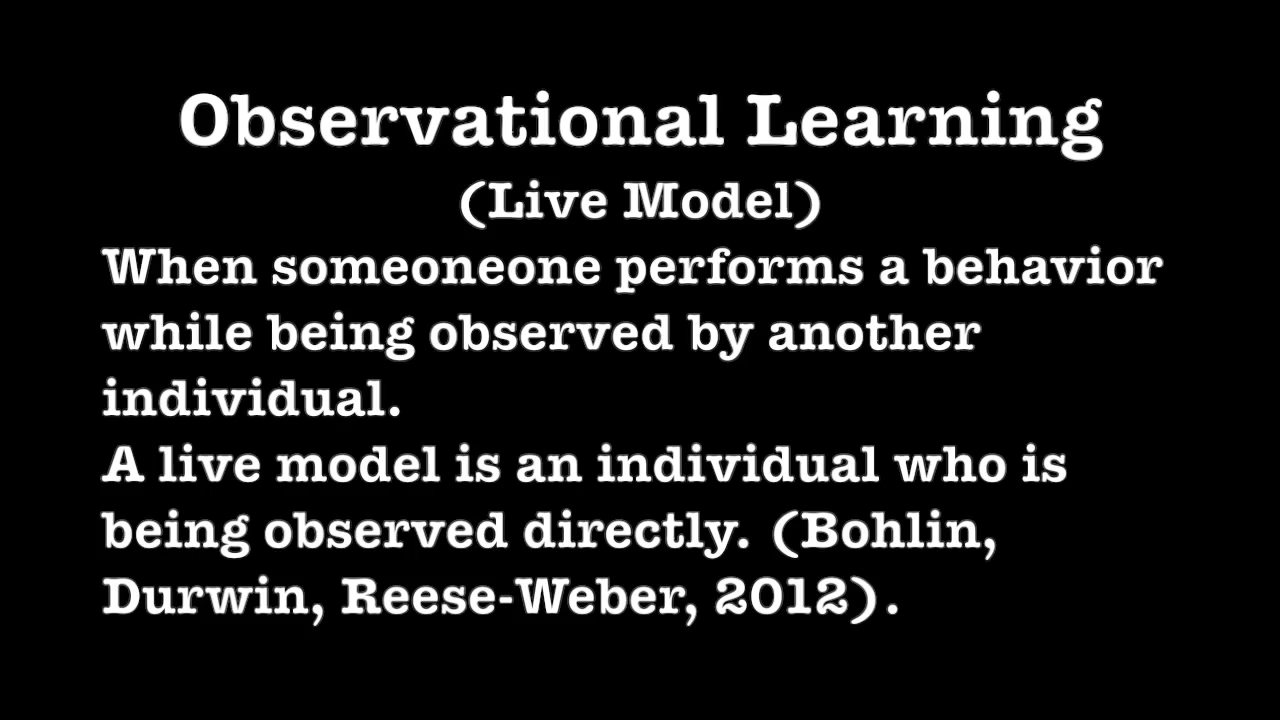 Observational Learning
(Live Model)
When someoneone performs a behavior
while being observed by another
individual.
A live model is an individual who is
being observed directly. (Bohlin,
Durwin, Reese-Weber, 2012).